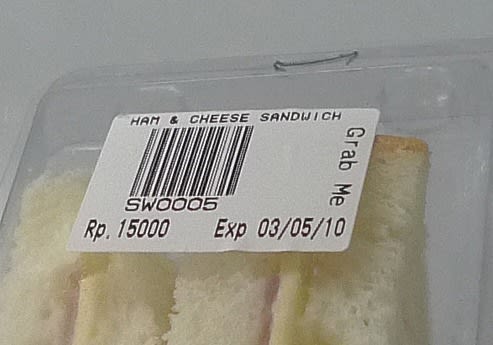 HAM & CHEESE SANDWICH
SW0005
Rp. 15000 Exp 03/05/10
Grab Me